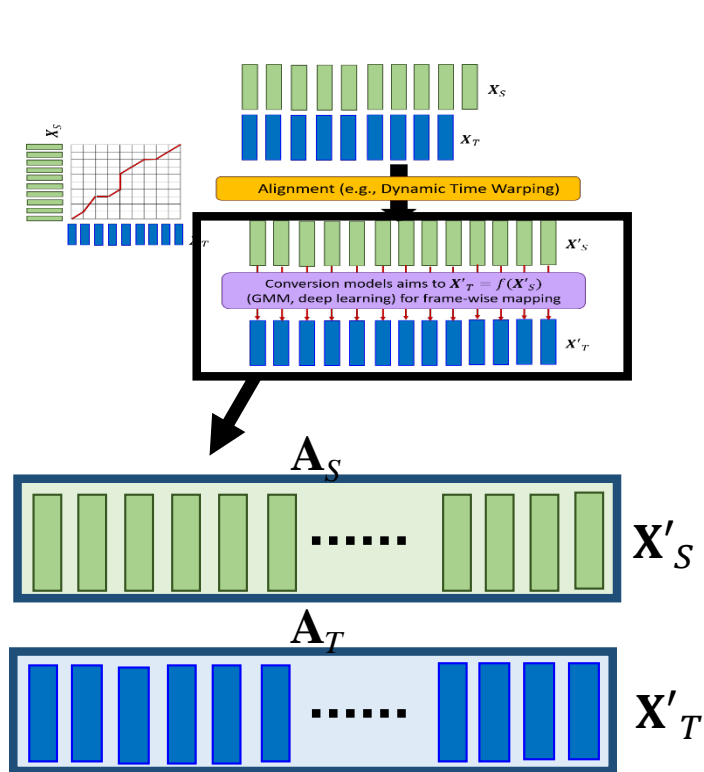 X_S
X_T
X_S
X_T
Alignment (e.g., Dynamic Time Warping)
X'_S
Conversion models aims to X'_T = f(X'_S)
(GMM, deep learning) for frame-wise mapping
X'_T
A_S
......
X'_S
A_T
......
X'_T